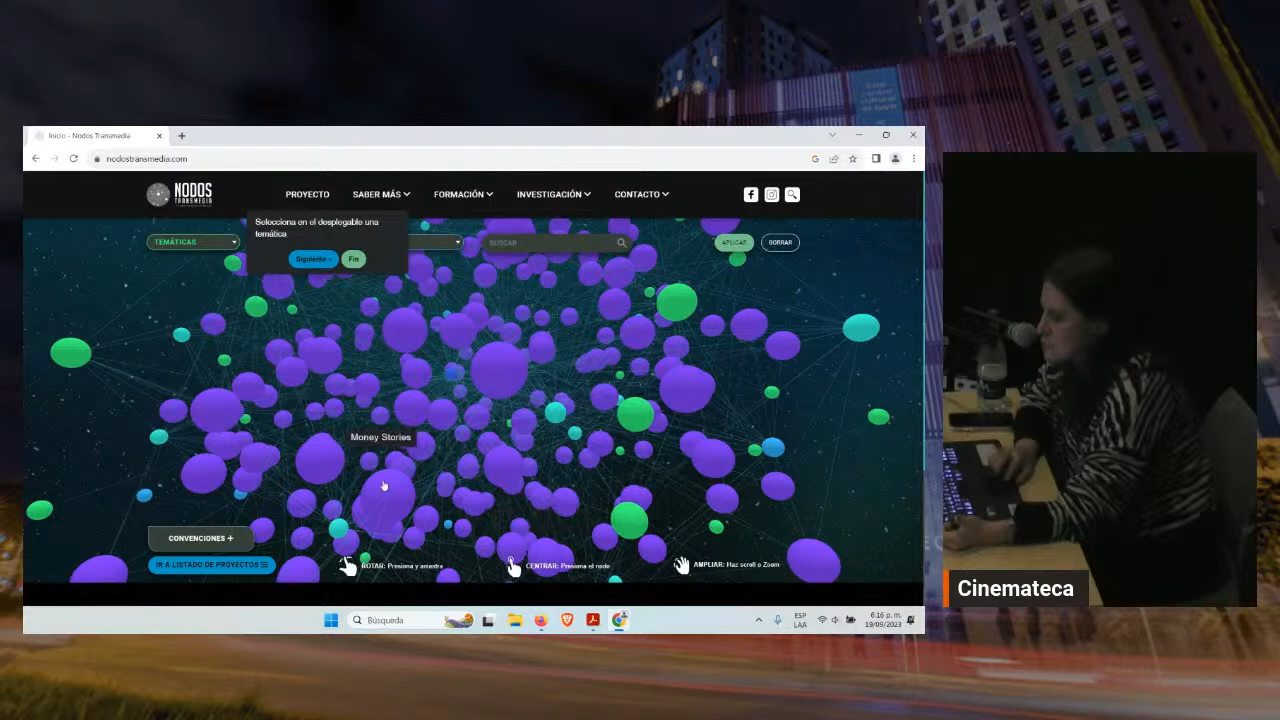 Inicio - Nodos Transmedia
nodostransmedia.com
NODOS
TRANSMEDIA
PROYECTO
SABER MÁS
FORMACIÓN
INVESTIGACIÓN
CONTACTO
Selecciona en el desplegable una
temática
Siguiente
Fin
TEMÁTICAS
BUSCAR
APLICAR
BORRAR
Money Stories
CONVENCIONES +
IR A LISTADO DE PROYECTOS
ROTAR: Presiona y arrastra
CENTRAR: Presiona el nodo
AMPLIAR: Haz scroll o Zoom
Búsqueda
ESP
LAA
6:16 p. m.
19/09/2023
Cinemateca